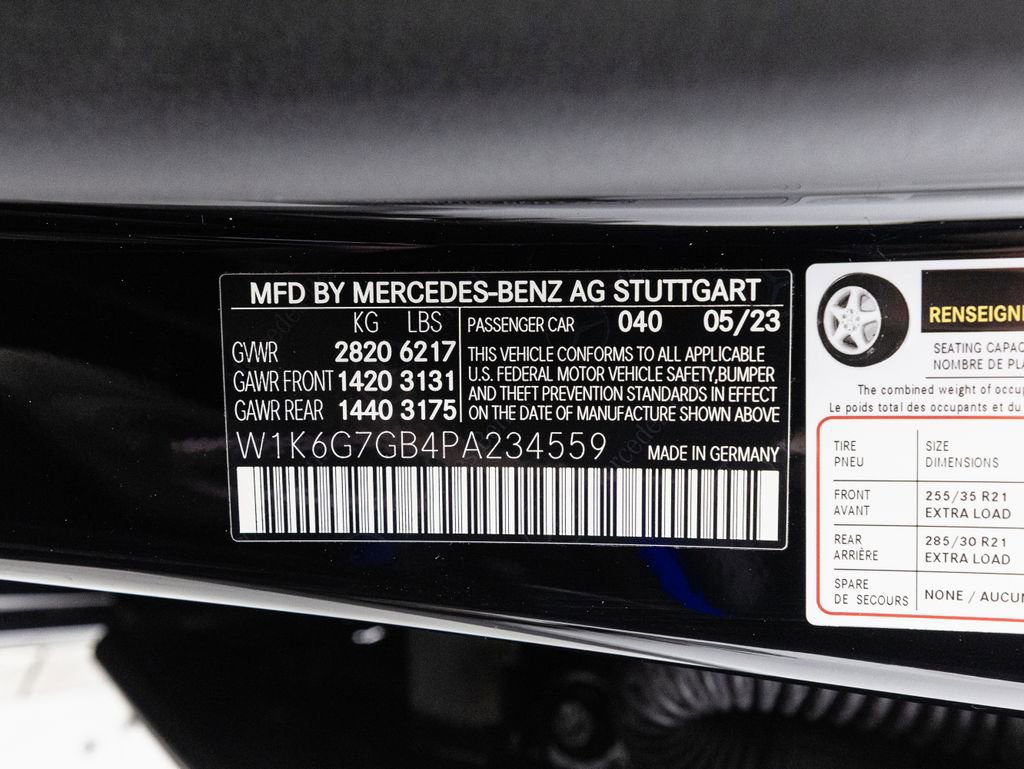 MFD BY MERCEDES-BENZ AG STUTTGART
KG LBS
GVWR 2820 6217
GAWR FRONT 1420 3131
GAWR REAR 1440 3175
PASSENGER CAR 040 05/23
THIS VEHICLE CONFORMS TO ALL APPLICABLE
U.S. FEDERAL MOTOR VEHICLE SAFETY,BUMPER
AND THEFT PREVENTION STANDARDS IN EFFECT
ON THE DATE OF MANUFACTURE SHOWN ABOVE
W1K6G7GB4PA234559
MADE IN GERMANY
RENSEIGN
SEATING CAPAC
NOMBRE DE PLA
The combined weight of occup
Le poids total des occupants et du
TIRE
PNEU
SIZE
DIMENSIONS
FRONT
AVANT
255/35 R21
EXTRA LOAD
REAR
ARRIÈRE
285/30 R21
EXTRA LOAD
SPARE
DE SECOURS
NONE / AUCUN